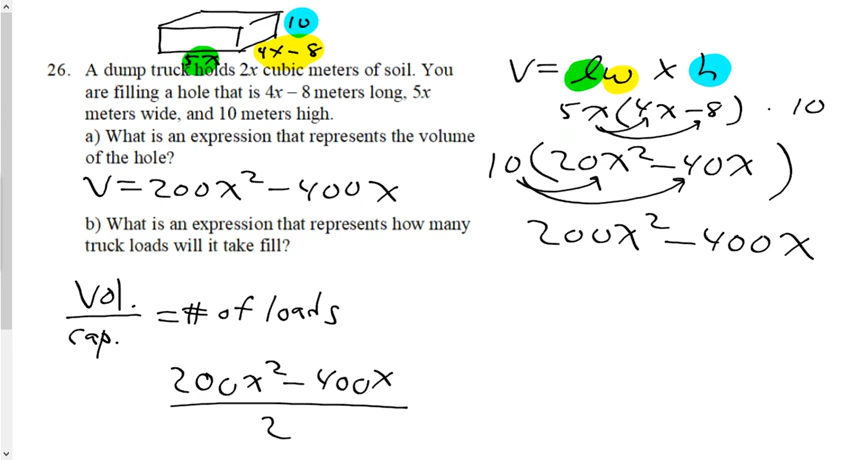 10
5x
4x-8
26. A dump truck holds 2x cubic meters of soil. You
are filling a hole that is 4x – 8 meters long, 5x
meters wide, and 10 meters high.
a) What is an expression that represents the volume
of the hole?
V=200x²-400x
b) What is an expression that represents how many
truck loads will it take fill?
Vol.
cap.
=# of loads
200x²-400x
2
V= lw x h
5x(4x-8) · 10
10(20x²-40x)
200x²-400x